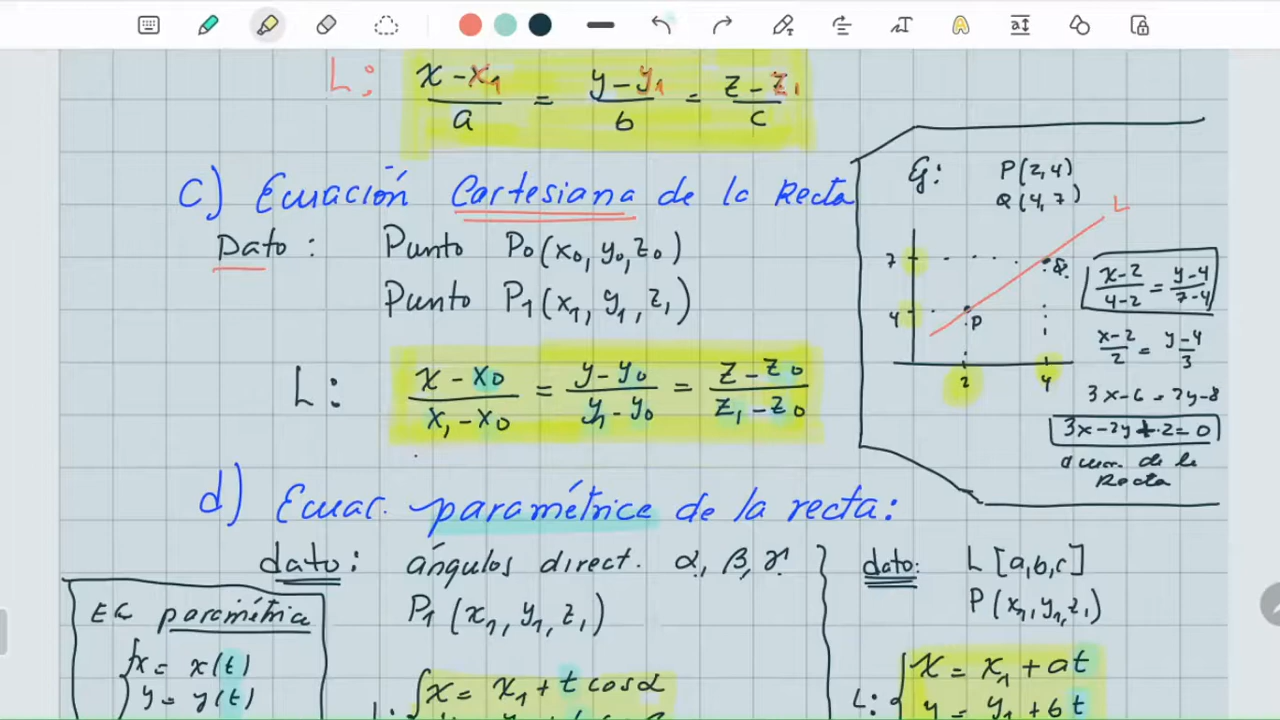 L: x - x₁ / a = y - y₁ / b = z - z₁ / c
c) Ecuación Cartesiana de la Recta
Dato: Punto P₀(x₀, y₀, z₀)
Punto P₁(x₁, y₁, z₁)
L: x - x₀ / x₁ - x₀ = y - y₀ / y₁ - y₀ = z - z₀ / z₁ - z₀
Eg: P(2,4)
Q(4,7)
L
7
Q
4
P
2 4
x-2 / 4-2 = y-4 / 7-4
x-2 / 2 = y-4 / 3
3x-6 = 2y-8
3x-2y+2=0
Ecuac. de la
Recta
d) Ecuac. paramétrica de la recta:
dato: ángulos direct. α, β, γ
P₁(x₁, y₁, z₁)
x = x₁ + t cosα
dato: L [a,b,c]
P(x₁, y₁, z₁)
L: x = x₁ + at
y = y₁ + bt
Ec paramétrica
x = x(t)
y = y(t)